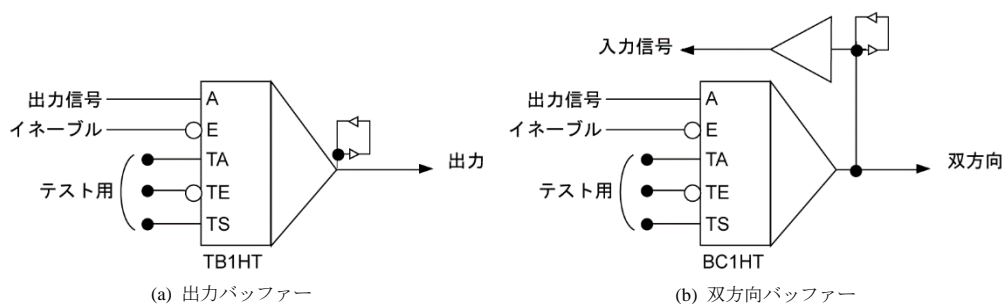 出力信号
イネーブル
テスト用
A
E
TA
TE
TS
出力
TB1HT
(a) 出力バッファー
入力信号
出力信号
イネーブル
テスト用
A
E
TA
TE
TS
双方向
BC1HT
(b) 双方向バッファー